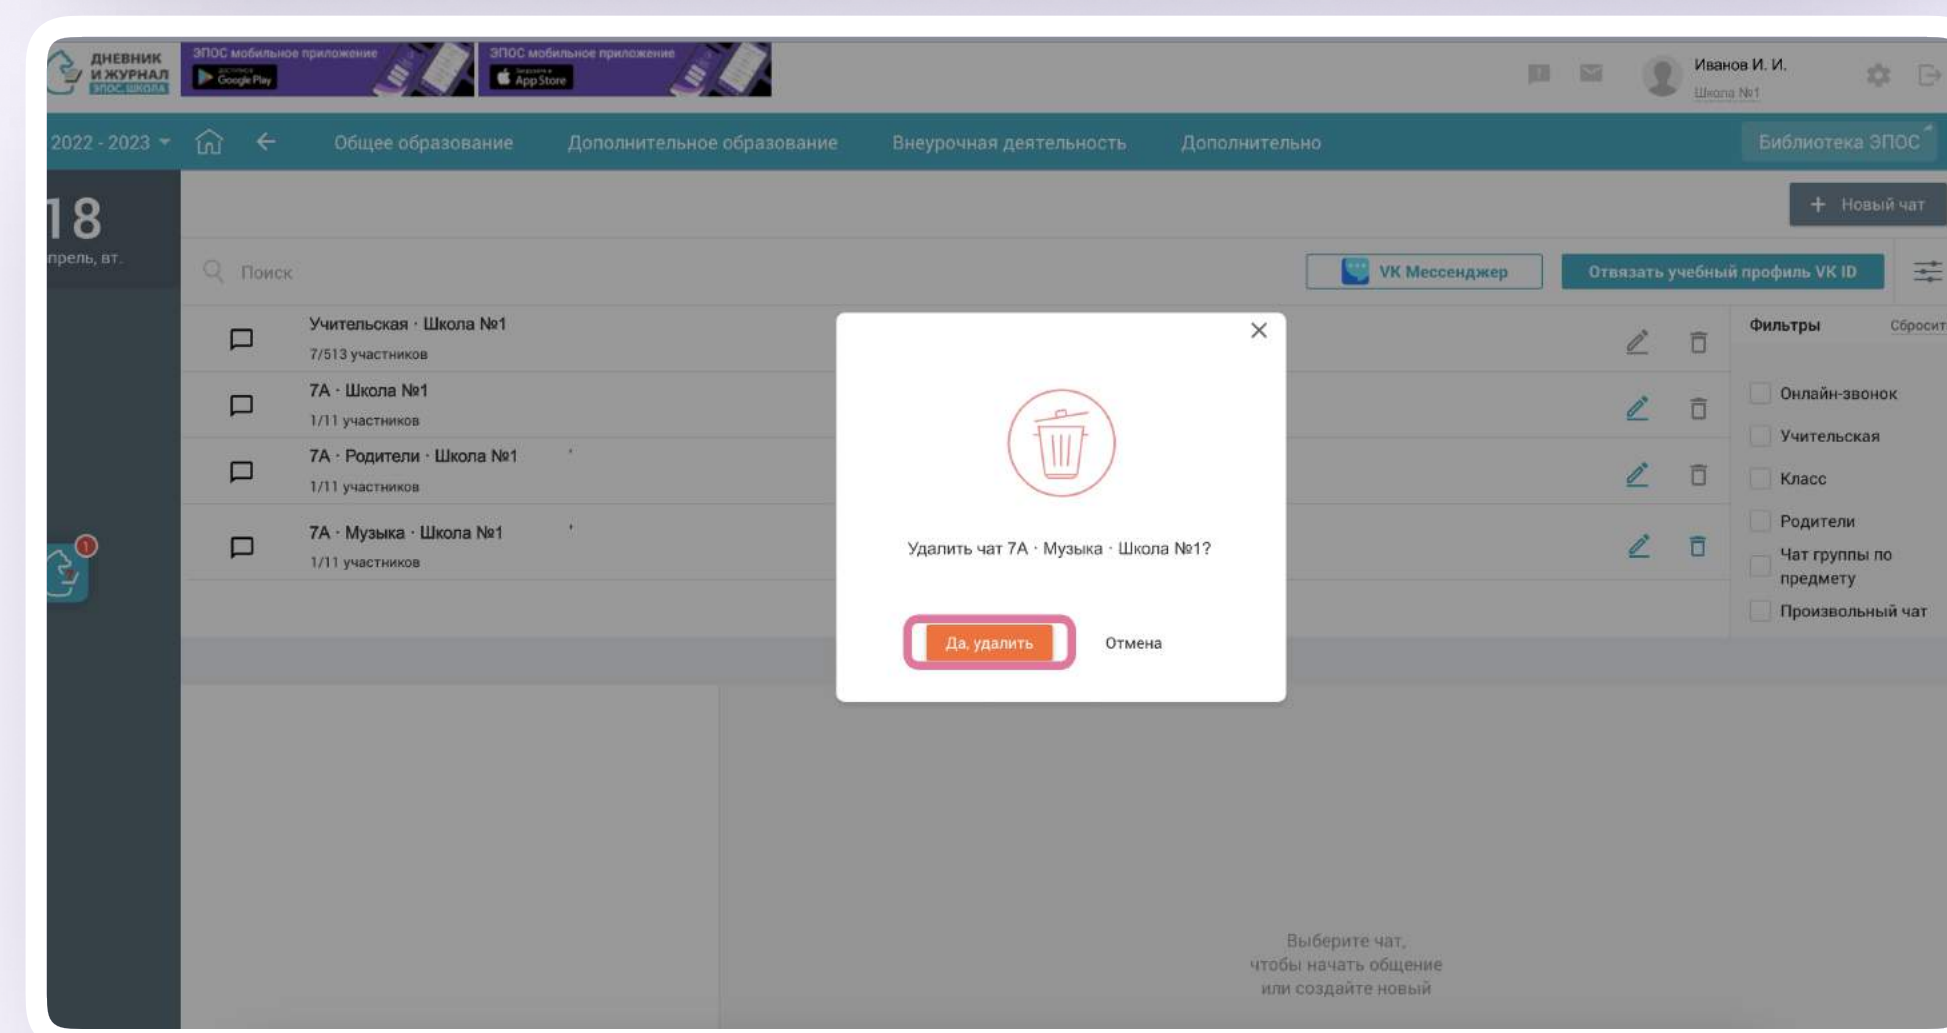 ДНЕВНИК
И ЖУРНАЛ
ЭПОС.ШКОЛА
ЭПОС мобильное приложение
Google Play
ЭПОС мобильное приложение
App Store
Иванов И. И.
Школа №1
2022 - 2023
Общее образование
Дополнительное образование
Внеурочная деятельность
Дополнительно
Библиотека ЭПОС
18
прель, вт.
+ Новый чат
Поиск
VK Мессенджер
Отвязать учебный профиль VK ID
Учительская · Школа №1
7/513 участников
7А · Школа №1
1/11 участников
7А · Родители · Школа №1
1/11 участников
7А · Музыка · Школа №1
1/11 участников
1
Удалить чат 7А · Музыка · Школа №1?
Да, удалить
Отмена
Фильтры
Сбросит
Онлайн-звонок
Учительская
Класс
Родители
Чат группы по
предмету
Произвольный чат
Выберите чат,
чтобы начать общение
или создайте новый